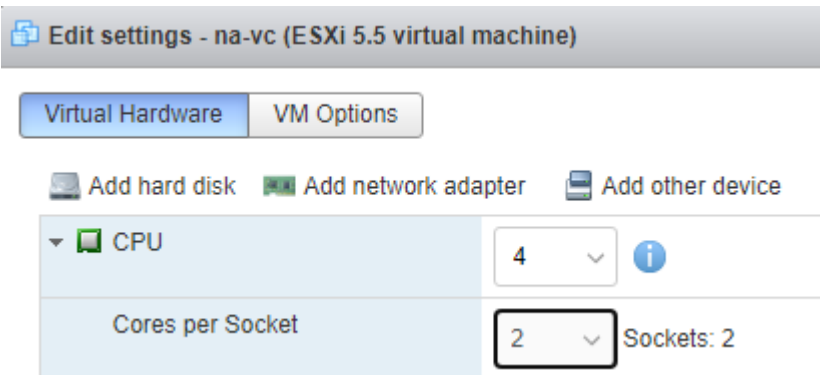 Edit settings - na-vc (ESXi 5.5 virtual machine)
Virtual Hardware VM Options
Add hard disk Add network adapter Add other device
CPU 4 i
Cores per Socket 2 Sockets: 2